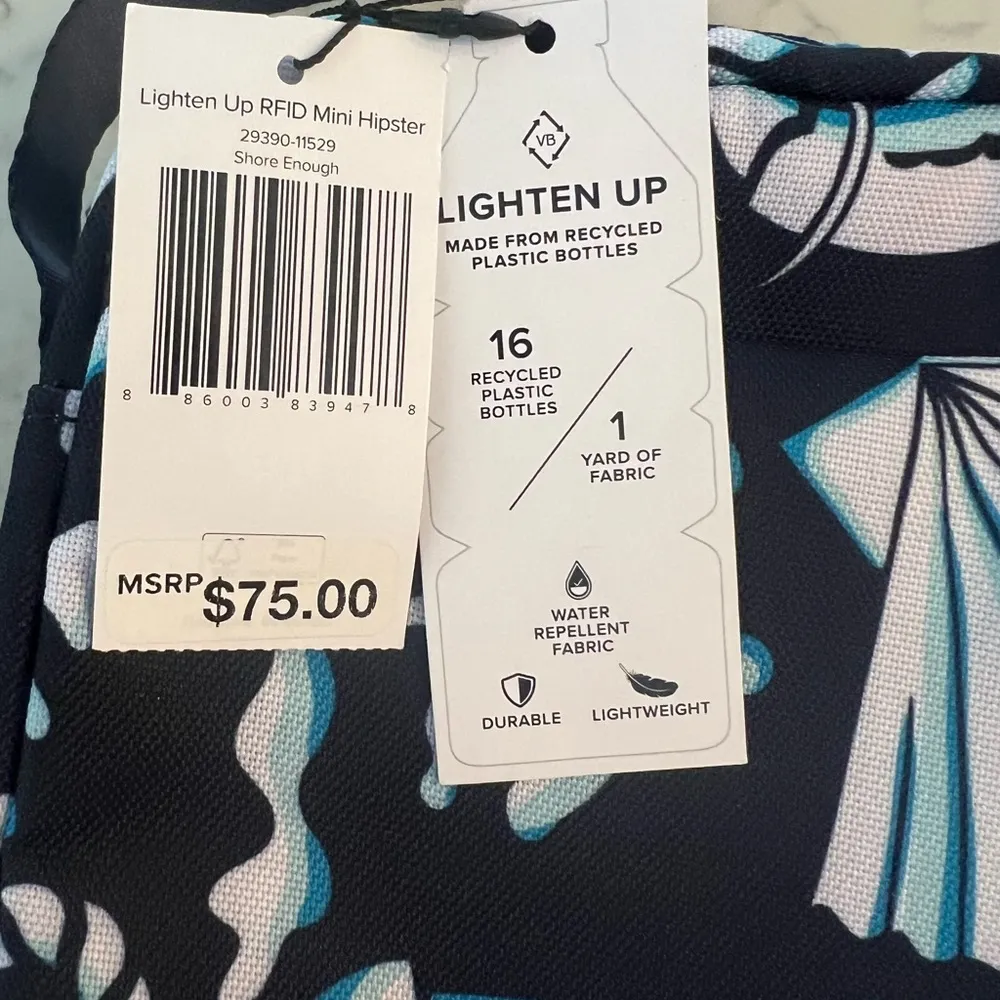 Lighten Up RFID Mini Hipster
29390-11529
Shore Enough
8 86003 83947 8
MSRP $75.00
VB
LIGHTEN UP
MADE FROM RECYCLED
PLASTIC BOTTLES
16
RECYCLED
PLASTIC
BOTTLES
1
YARD OF
FABRIC
WATER
REPELLENT
FABRIC
DURABLE
LIGHTWEIGHT